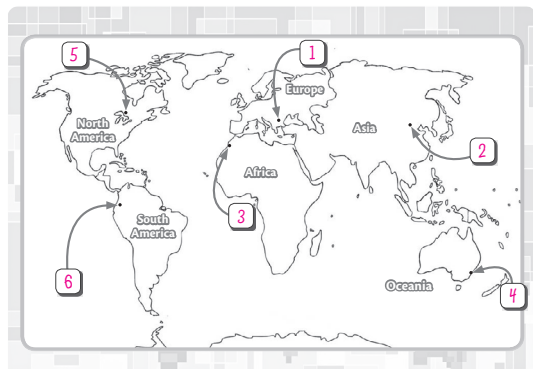 5
1
Europe
North
America
Asia
2
Africa
3
South
America
6
Oceania
4